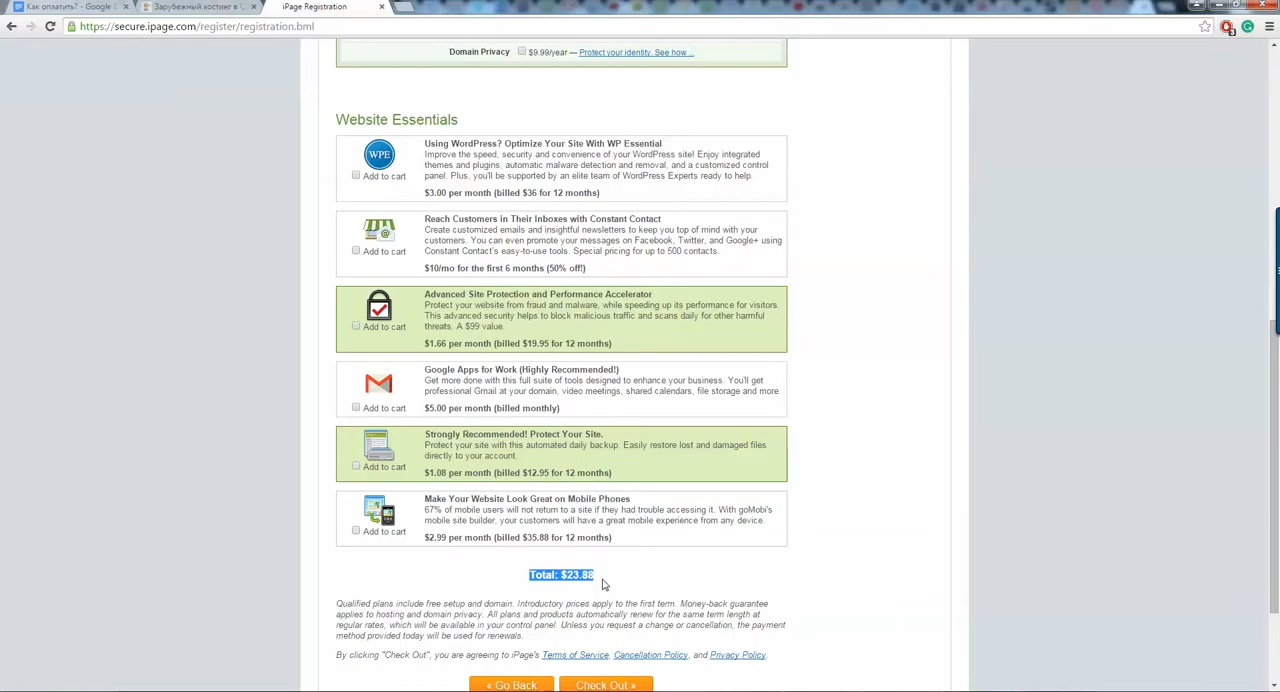 Как оплатить? - Google
Зарубежный хостинг в С
iPage Registration
https://secure.ipage.com/register/registration.bml
Domain Privacy $9.99/year — Protect your identity. See how ...
Website Essentials
WPE
Add to cart
Using WordPress? Optimize Your Site With WP Essential
Improve the speed, security and convenience of your WordPress site! Enjoy integrated
themes and plugins, automatic malware detection and removal, and a customized control
panel. Plus, you'll be supported by an elite team of WordPress Experts ready to help.
$3.00 per month (billed $36 for 12 months)
Add to cart
Reach Customers in Their Inboxes with Constant Contact
Create customized emails and insightful newsletters to keep you top of mind with your
customers. You can even promote your messages on Facebook, Twitter, and Google+ using
Constant Contact's easy-to-use tools. Special pricing for up to 500 contacts.
$10/mo for the first 6 months (50% off!)
Add to cart
Advanced Site Protection and Performance Accelerator
Protect your website from fraud and malware, while speeding up its performance for visitors.
This advanced security helps to block malicious traffic and scans daily for other harmful
threats. A $99 value.
$1.66 per month (billed $19.95 for 12 months)
Add to cart
Google Apps for Work (Highly Recommended!)
Get more done with this full suite of tools designed to enhance your business. You'll get
professional Gmail at your domain, video meetings, shared calendars, file storage and more.
$5.00 per month (billed monthly)
Add to cart
Strongly Recommended! Protect Your Site.
Protect your site with this automated daily backup. Easily restore lost and damaged files
directly to your account.
$1.08 per month (billed $12.95 for 12 months)
Add to cart
Make Your Website Look Great on Mobile Phones
67% of mobile users will not return to a site if they had trouble accessing it. With goMobi's
mobile site builder, your customers will have a great mobile experience from any device.
$2.99 per month (billed $35.88 for 12 months)
Total: $23.88
Qualified plans include free setup and domain. Introductory prices apply to the first term. Money-back guarantee
applies to hosting and domain privacy. All plans and products automatically renew for the same term length at
regular rates, which will be available in your control panel. Unless you request a change or cancellation, the payment
method provided today will be used for renewals.
By clicking "Check Out", you are agreeing to iPage's Terms of Service, Cancellation Policy, and Privacy Policy.
« Go Back
Check Out »